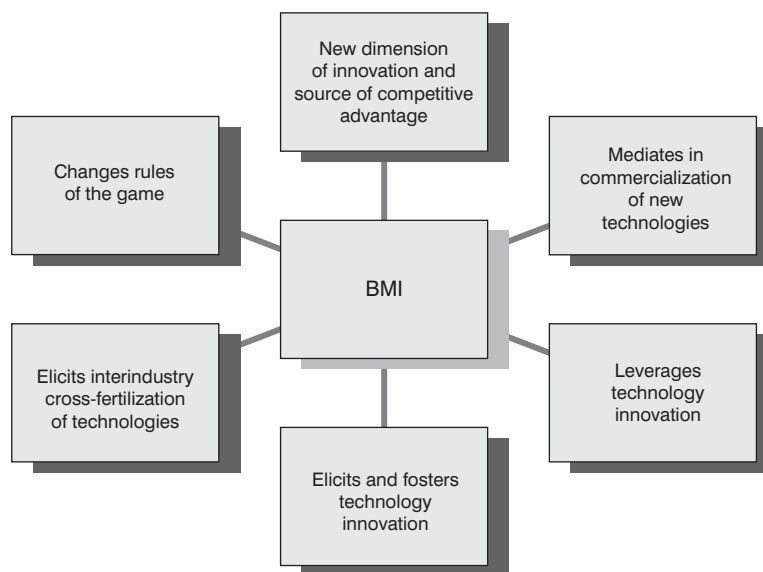 New dimension
of innovation and
source of competitive
advantage
Changes rules
of the game
Mediates in
commercialization
of new
technologies
BMI
Elicits interindustry
cross-fertilization
of technologies
Leverages
technology
innovation
Elicits and fosters
technology
innovation